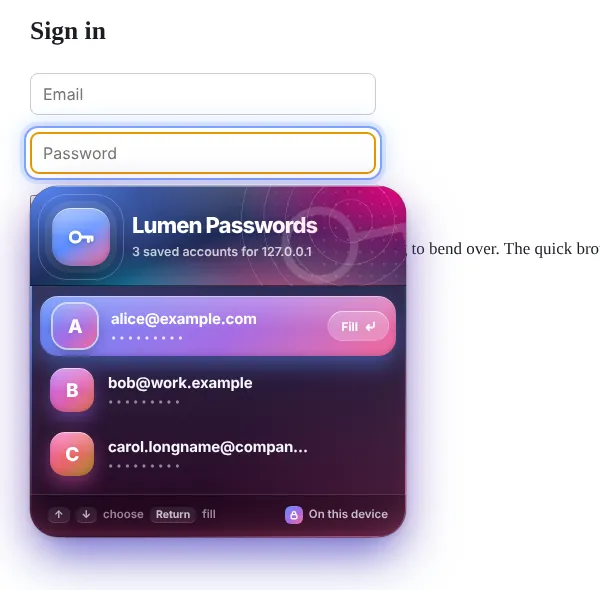 Sign in
Email
Password
Lumen Passwords
3 saved accounts for 127.0.0.1
to bend over. The quick bro
A
alice@example.com
•••••••••
Fill ↵
B
bob@work.example
•••••••••
C
carol.longname@compan...
•••••••••
↑ ↓ choose Return fill
On this device